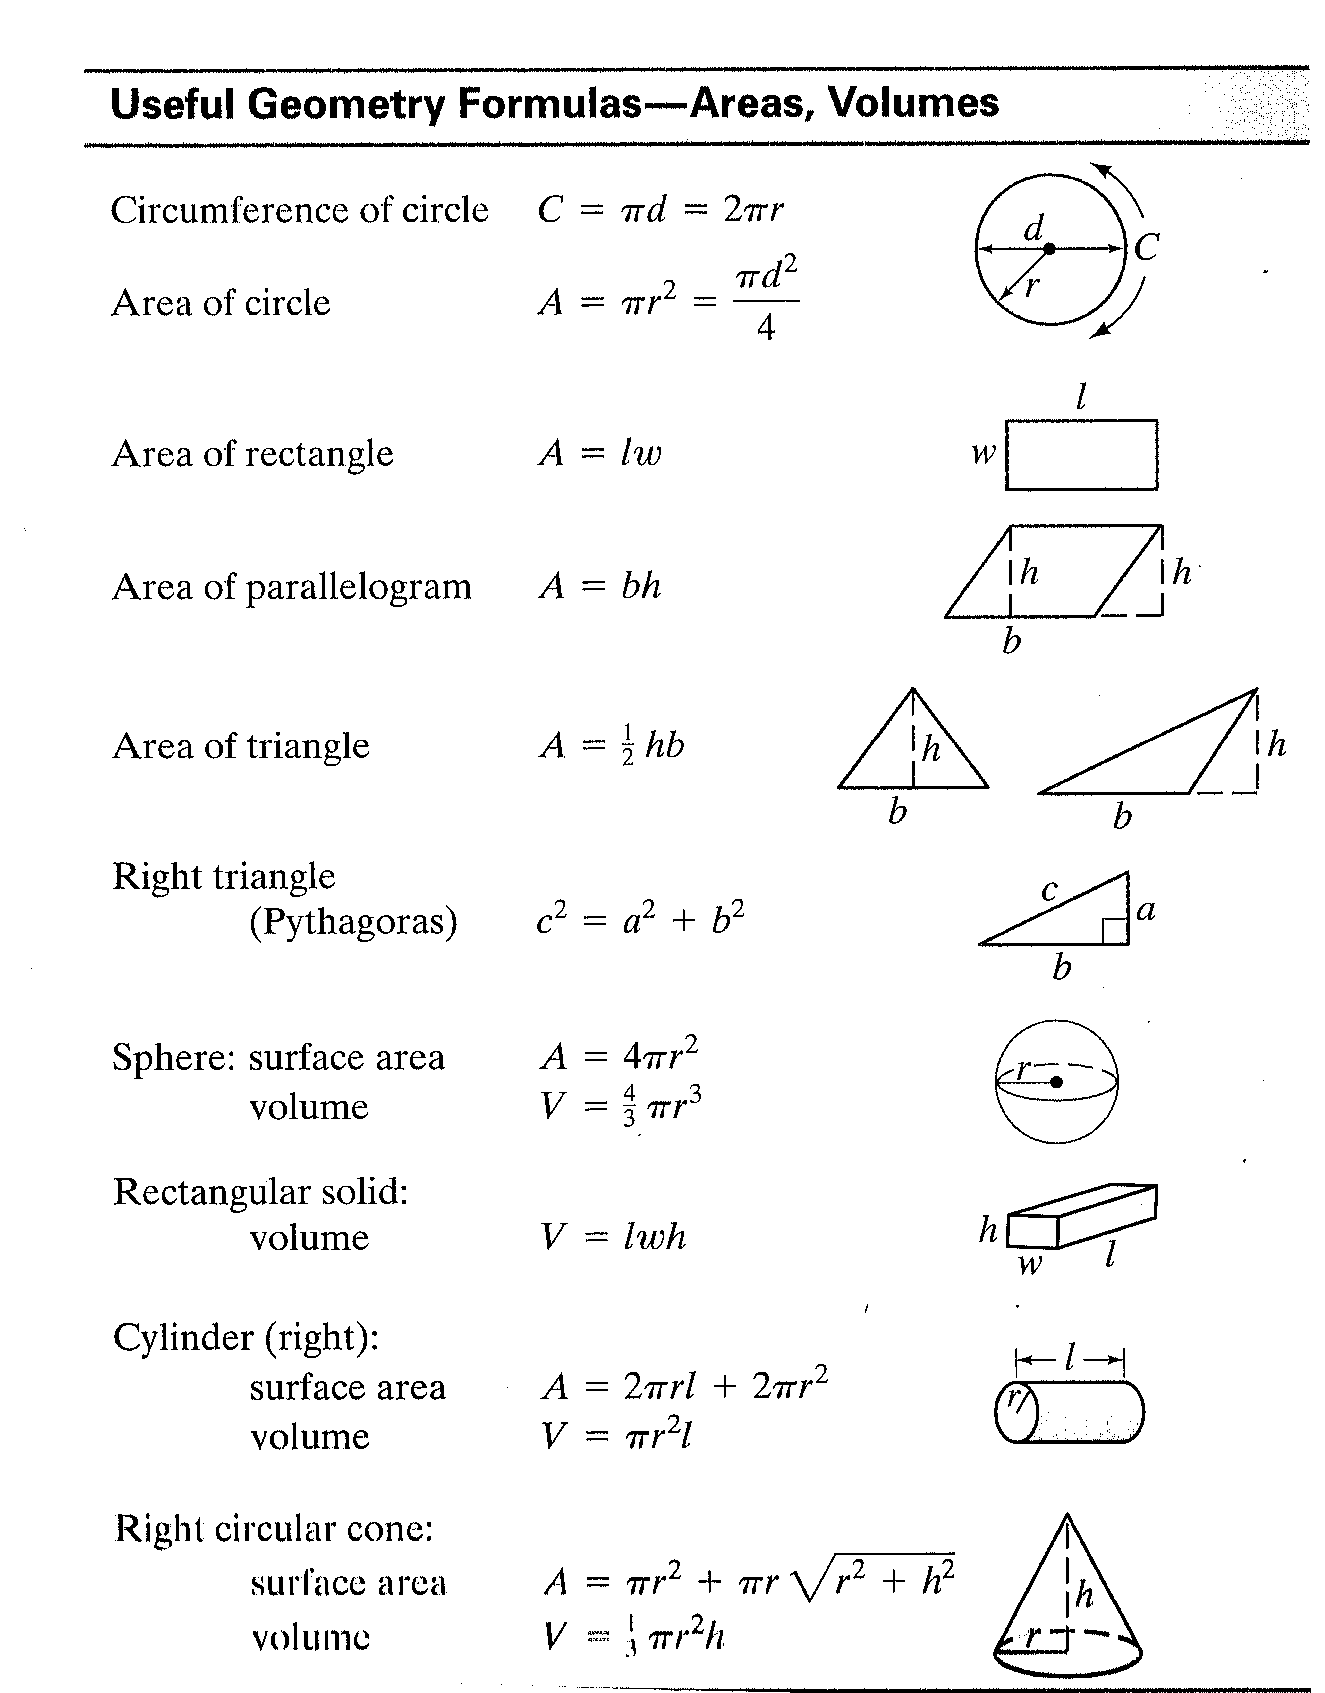 Useful Geometry Formulas—Areas, Volumes
Circumference of circle C = πd = 2πr
d C r
Area of circle A = πr² = πd²/4
l
Area of rectangle A = lw w
Area of parallelogram A = bh h h
b
Area of triangle A = ½ hb h h
b b
Right triangle
(Pythagoras) c² = a² + b² c a
b
Sphere: surface area A = 4πr² r
volume V = 4/3 πr³
Rectangular solid:
volume V = lwh h w l
Cylinder (right): l
surface area A = 2πrl + 2πr² r
volume V = πr²l
Right circular cone:
surface area A = πr² + πr √(r² + h²) h
volume V = 1/3 πr²h r